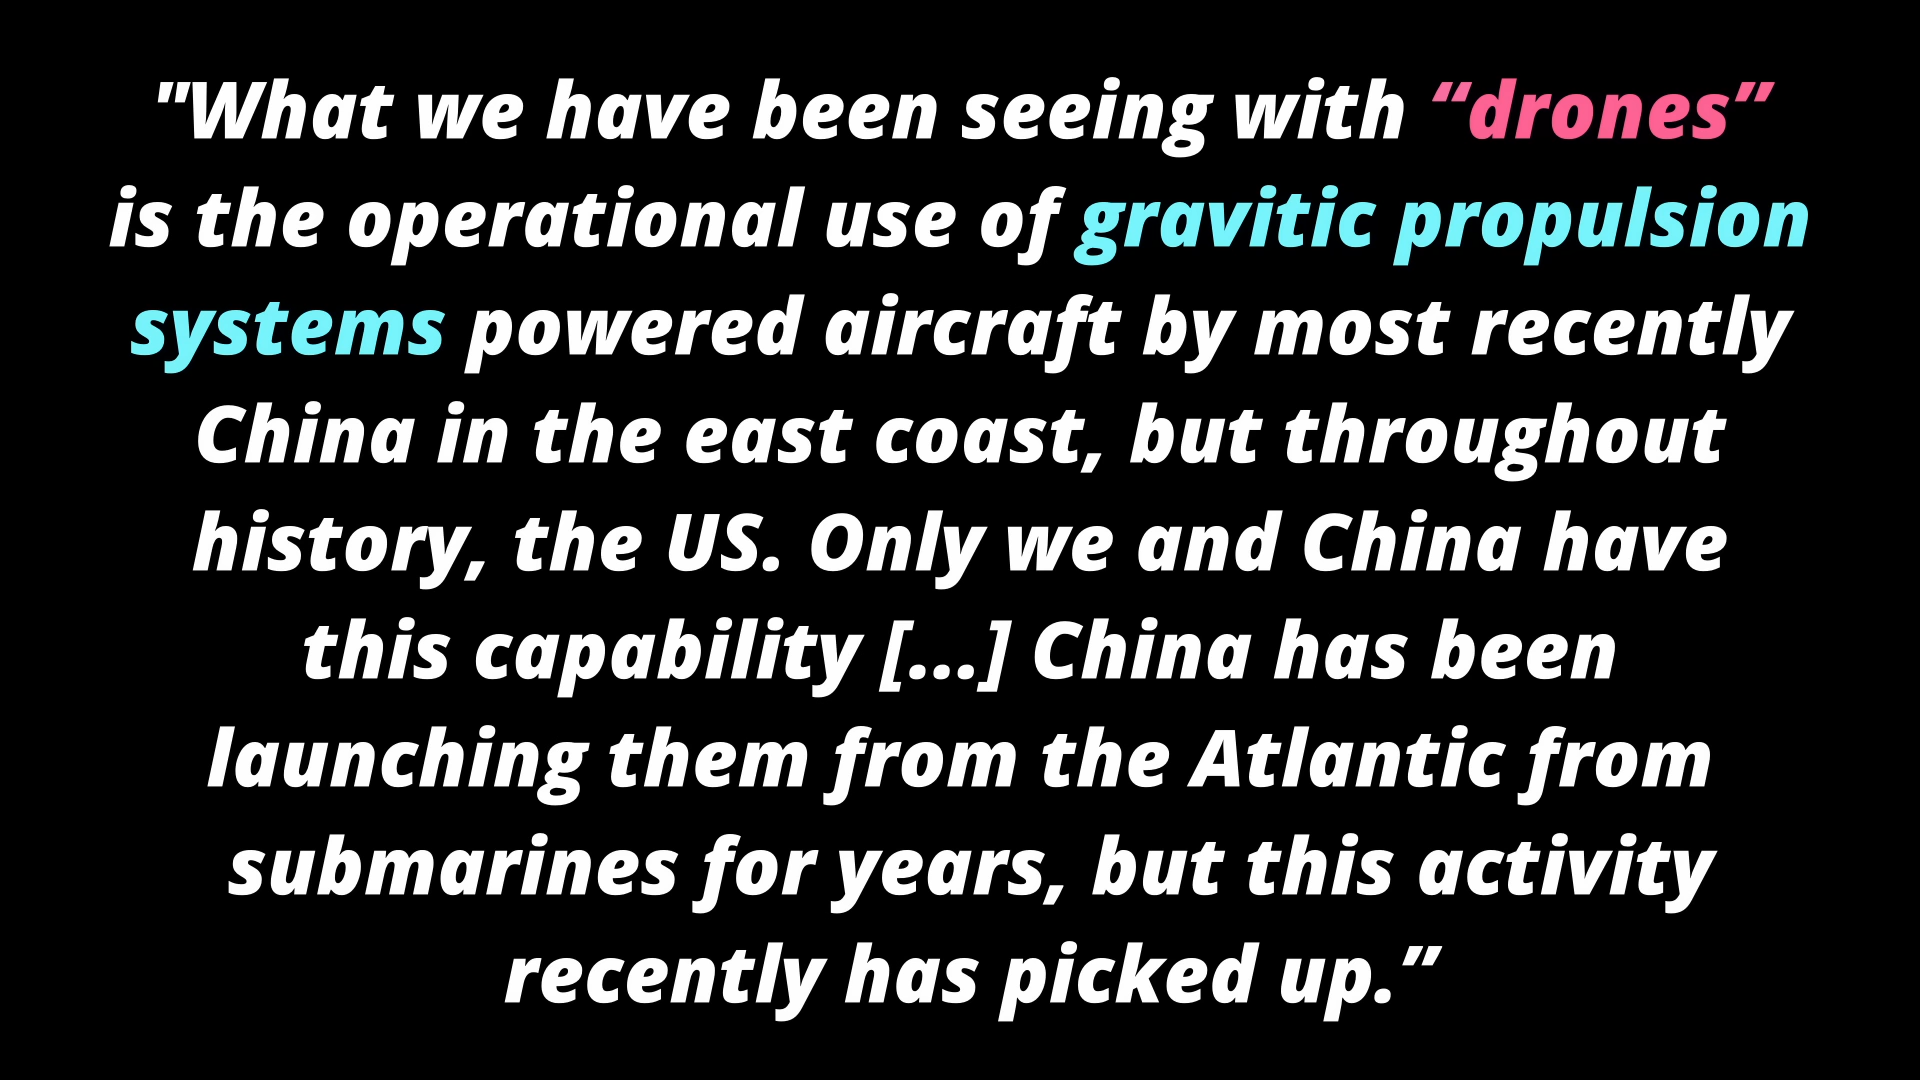 "What we have been seeing with “drones”
is the operational use of gravitic propulsion
systems powered aircraft by most recently
China in the east coast, but throughout
history, the US. Only we and China have
this capability [...] China has been
launching them from the Atlantic from
submarines for years, but this activity
recently has picked up.”